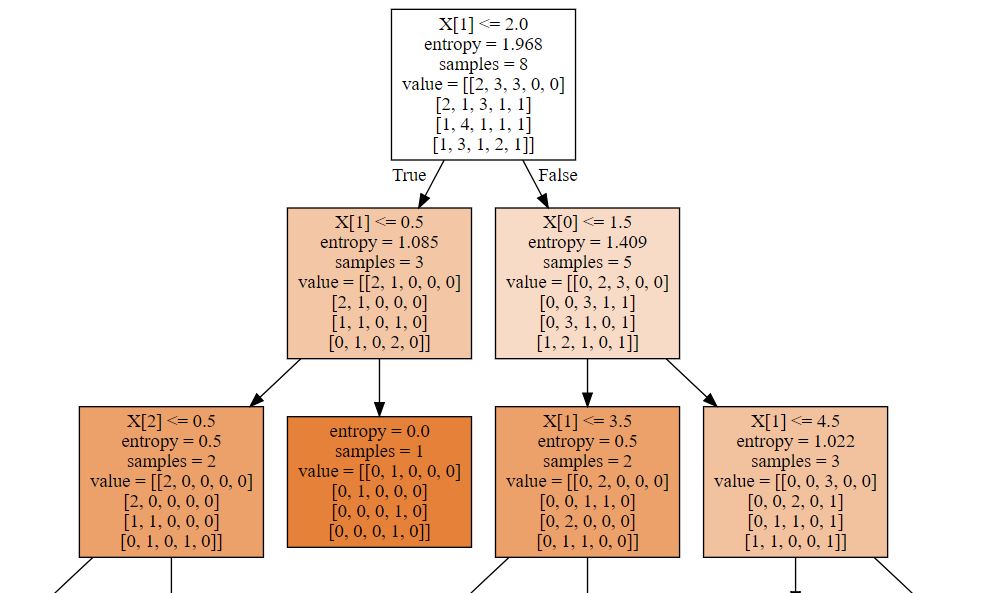 X[1] <= 2.0
entropy = 1.968
samples = 8
value = [[2, 3, 3, 0, 0]
[2, 1, 3, 1, 1]
[1, 4, 1, 1, 1]
[1, 3, 1, 2, 1]]
True
False
X[1] <= 0.5
entropy = 1.085
samples = 3
value = [[2, 1, 0, 0, 0]
[2, 1, 0, 0, 0]
[1, 1, 0, 1, 0]
[0, 1, 0, 2, 0]]
X[0] <= 1.5
entropy = 1.409
samples = 5
value = [[0, 2, 3, 0, 0]
[0, 0, 3, 1, 1]
[0, 3, 1, 0, 1]
[1, 2, 1, 0, 1]]
X[2] <= 0.5
entropy = 0.5
samples = 2
value = [[2, 0, 0, 0, 0]
[2, 0, 0, 0, 0]
[1, 1, 0, 0, 0]
[0, 1, 0, 1, 0]]
entropy = 0.0
samples = 1
value = [[0, 1, 0, 0, 0]
[0, 1, 0, 0, 0]
[0, 0, 0, 1, 0]
[0, 0, 0, 1, 0]]
X[1] <= 3.5
entropy = 0.5
samples = 2
value = [[0, 2, 0, 0, 0]
[0, 0, 1, 1, 0]
[0, 2, 0, 0, 0]
[0, 1, 1, 0, 0]]
X[1] <= 4.5
entropy = 1.022
samples = 3
value = [[0, 0, 3, 0, 0]
[0, 0, 2, 0, 1]
[0, 1, 1, 0, 1]
[1, 1, 0, 0, 1]]